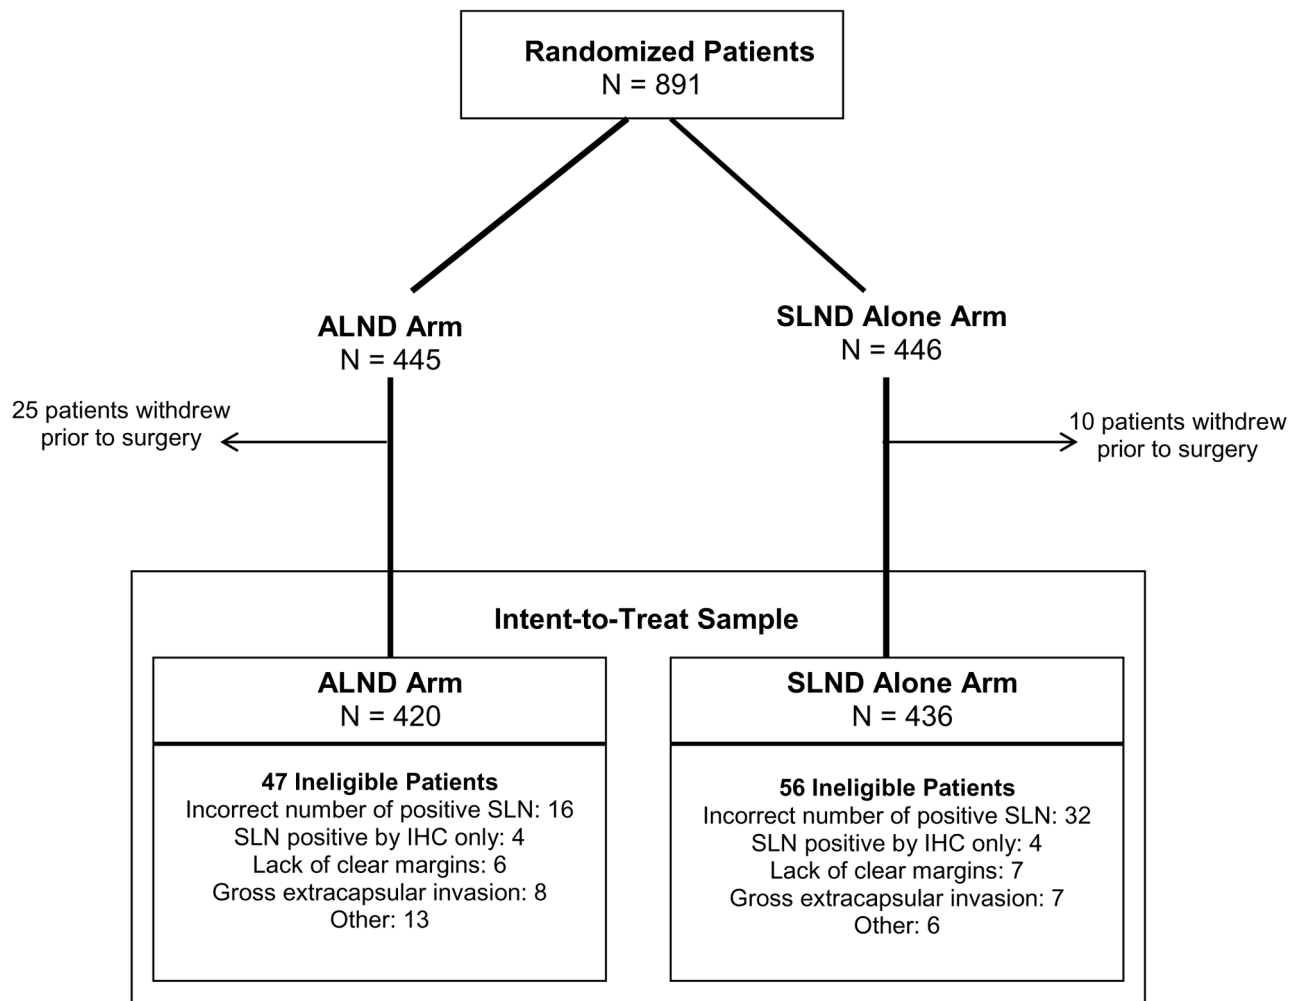 Randomized Patients
N = 891
ALND Arm
N = 445
SLND Alone Arm
N = 446
25 patients withdrew
prior to surgery
10 patients withdrew
prior to surgery
Intent-to-Treat Sample
ALND Arm
N = 420
47 Ineligible Patients
Incorrect number of positive SLN: 16
SLN positive by IHC only: 4
Lack of clear margins: 6
Gross extracapsular invasion: 8
Other: 13
SLND Alone Arm
N = 436
56 Ineligible Patients
Incorrect number of positive SLN: 32
SLN positive by IHC only: 4
Lack of clear margins: 7
Gross extracapsular invasion: 7
Other: 6